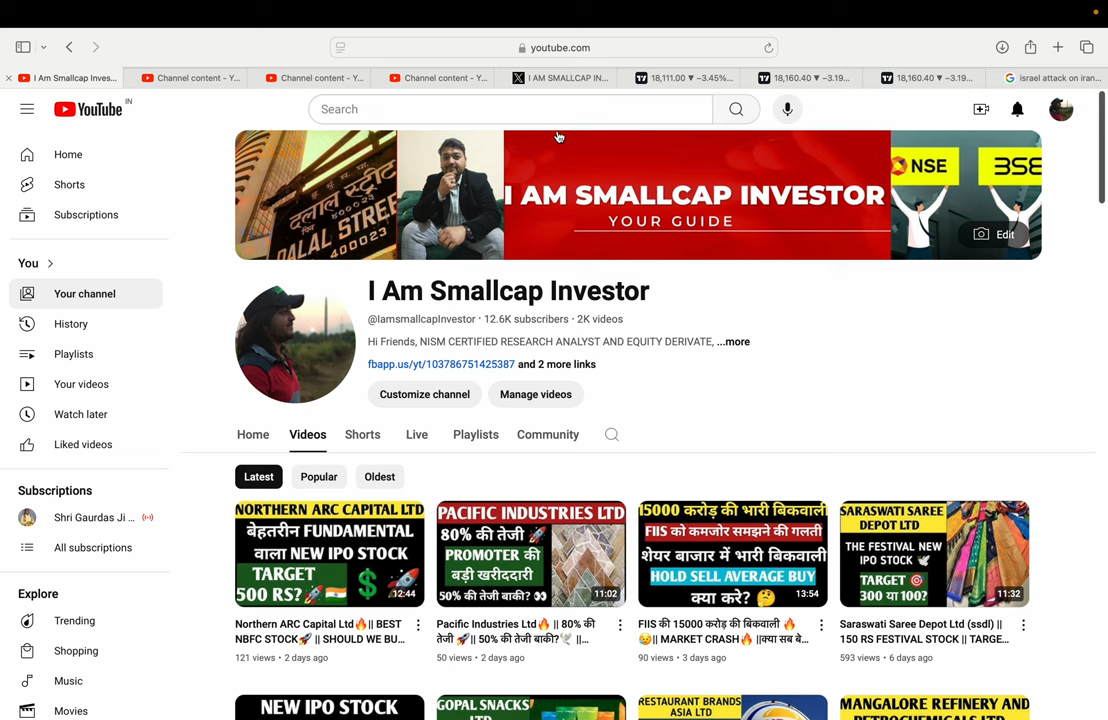 youtube.com
I Am Smallcap Inves...
Channel content - Y...
Channel content - Y...
Channel content - Y...
I AM SMALLCAP IN...
18,111.00 ▼ −3.45%...
18,160.40 ▼ −3.19...
18,160.40 ▼ −3.19...
israel attack on iran...
YouTube IN
Search
Home
Shorts
Subscriptions
You
Your channel
History
Playlists
Your videos
Watch later
Liked videos
Subscriptions
Shri Gaurdas Ji ...
All subscriptions
Explore
Trending
Shopping
Music
Movies
दलाल स्ट्रीट
DALAL STREET
400023
I AM SMALLCAP INVESTOR
YOUR GUIDE
NSE
BSE
Edit
I Am Smallcap Investor
@IamsmallcapInvestor · 12.6K subscribers · 2K videos
Hi Friends, NISM CERTIFIED RESEARCH ANALYST AND EQUITY DERIVATE, ...more
fbapp.us/yt/103786751425387 and 2 more links
Customize channel
Manage videos
Home
Videos
Shorts
Live
Playlists
Community
Latest
Popular
Oldest
NORTHERN ARC CAPITAL LTD
बेहतरीन FUNDAMENTAL
वाला NEW IPO STOCK
TARGET
500 RS?
12:44
Northern ARC Capital Ltd🔥|| BEST
NBFC STOCK🚀 || SHOULD WE BU...
121 views · 2 days ago
PACIFIC INDUSTRIES LTD
80% की तेजी
PROMOTER की
बड़ी खरीददारी
50% की तेजी बाकी?
11:02
Pacific Industries Ltd🔥 || 80% की
तेजी 🚀|| 50% की तेजी बाकी?🕊️ ||...
50 views · 2 days ago
15000 करोड़ की भारी बिकवाली
FIIS को कमजोर समझने की गलती
शेयर बाजार में भारी बिकवाली
HOLD SELL AVERAGE BUY
क्या करे?
13:54
FIIS की 15000 करोड़ की बिकवाली 🔥
😥|| MARKET CRASH🔥 ||क्या सब बे...
90 views · 3 days ago
SARASWATI SAREE
DEPOT LTD
THE FESTIVAL NEW
IPO STOCK
TARGET
300 या 100?
11:32
Saraswati Saree Depot Ltd (ssdl) ||
150 RS FESTIVAL STOCK || TARGE...
593 views · 6 days ago
NEW IPO STOCK
GOPAL SNACKS
LTD
RESTAURANT BRANDS
ASIA LTD
MANGALORE REFINERY AND
PETROCHEMICALS LTD